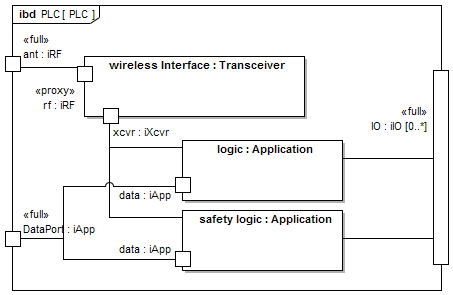 ibd PLC [ PLC ]
«full»
ant : iRF
wireless Interface : Transceiver
«proxy»
rf : iRF
«full»
IO : iIO [0..*]
xcvr : iXcvr
logic : Application
data : iApp
«full»
DataPort : iApp
safety logic : Application
data : iApp